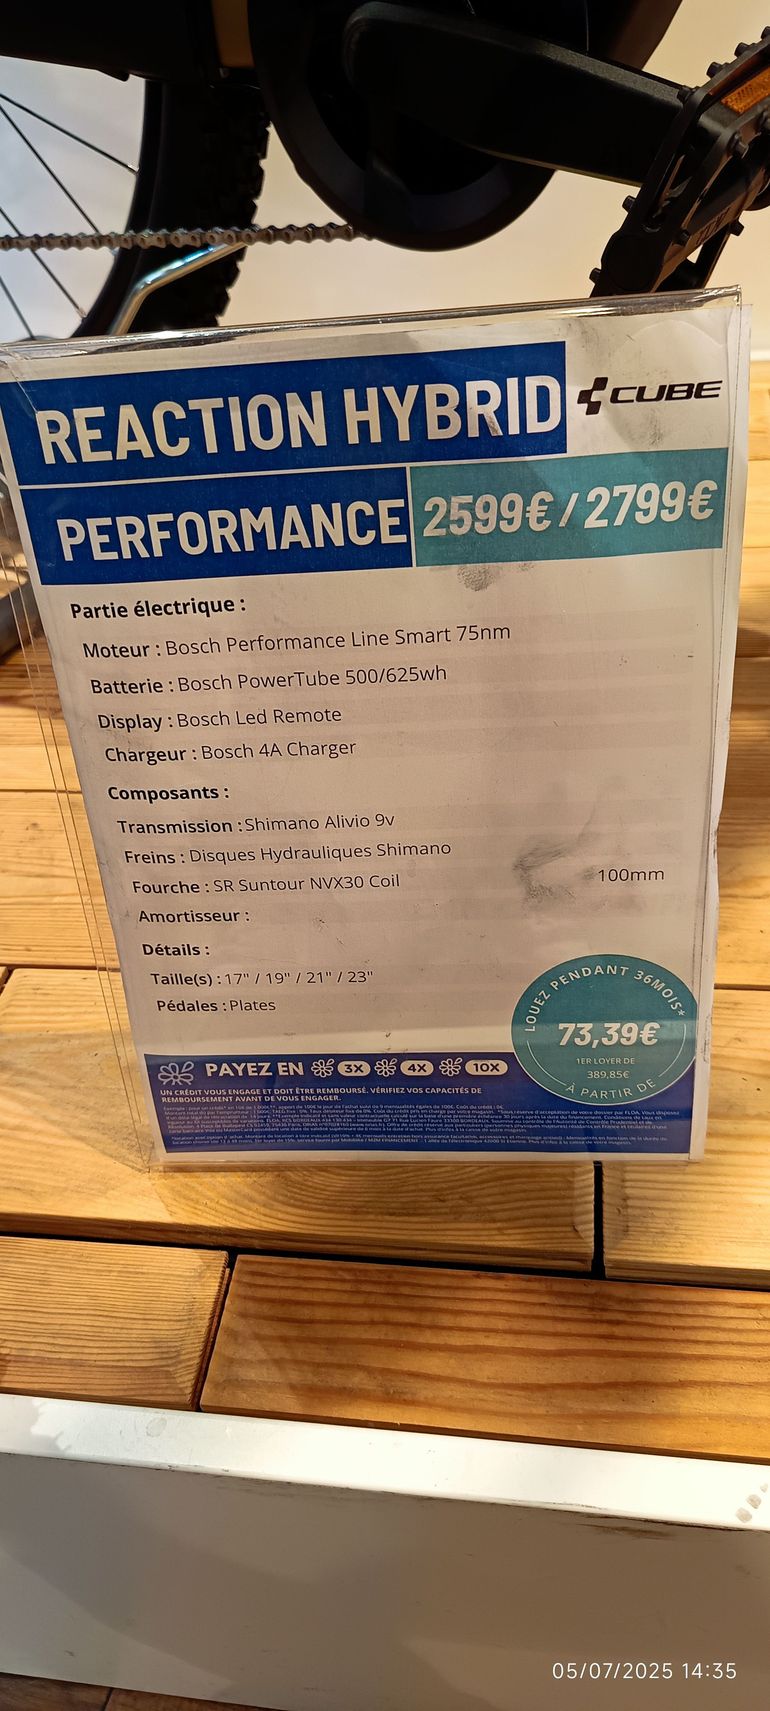 REACTION HYBRID
CUBE
PERFORMANCE
2599€ / 2799€
Partie électrique :
Moteur : Bosch Performance Line Smart 75nm
Batterie : Bosch PowerTube 500/625wh
Display : Bosch Led Remote
Chargeur : Bosch 4A Charger
Composants :
Transmission : Shimano Alivio 9v
Freins : Disques Hydrauliques Shimano
Fourche : SR Suntour NVX30 Coil 100mm
Amortisseur :
Détails :
Taille(s) : 17" / 19" / 21" / 23"
Pédales : Plates
LOUEZ PENDANT 36MOIS*
73,39€
1ER LOYER DE
389,85€
À PARTIR DE
PAYEZ EN 3X 4X 10X
UN CRÉDIT VOUS ENGAGE ET DOIT ÊTRE REMBOURSÉ. VÉRIFIEZ VOS CAPACITÉS DE
REMBOURSEMENT AVANT DE VOUS ENGAGER.
05/07/2025 14:35